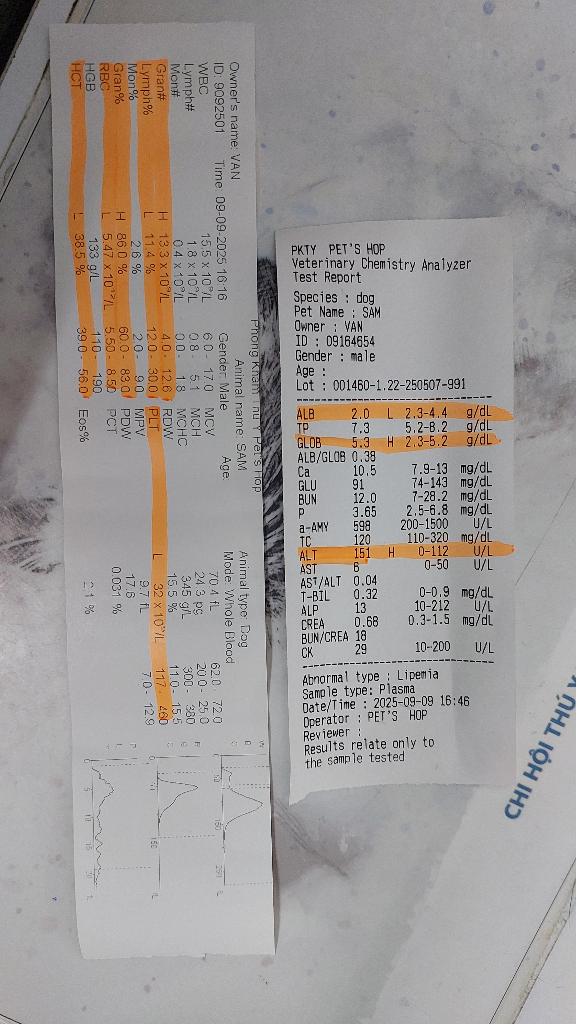 Phong Kham Thu Y Pet's Hop
Owner's name: VAN Animal name: SAM Animal type: Dog
ID: 9092501 Time: 09-09-2025 16:16 Gender: Male Age: Mode: Whole Blood
WBC 15.5 x 10^9/L 6.0 - 17.0 MCV 70.4 fL 62.0 - 72.0
Lymph# 1.8 x 10^9/L 0.8 - 5.1 MCH 24.3 pg 20.0 - 25.0
Mon# 0.4 x 10^9/L 0.0 - 1.8 MCHC 345 g/L 300 - 380
Gran# H 13.3 x 10^9/L 4.0 - 12.6 RDW 15.5 % 11.0 - 15.5
Lymph% L 11.4 % 12.0 - 30.0 PLT L 32 x 10^9/L 117 - 460
Mon% 2.6 % 2.0 - 9.0 MPV 9.7 fL 7.0 - 12.9
Gran% H 86.0 % 60.0 - 83.0 PDW 17.6
RBC L 5.47 x 10^12/L 5.50 - 8.50 PCT 0.031 %
HGB 133 g/L 110 - 190
HCT L 38.5 % 39.0 - 56.0 Eos% 2.1 %
PKTY PET'S HOP
Veterinary Chemistry Analyzer
Test Report
Species : dog
Pet Name : SAM
Owner : VAN
ID : 09164654
Gender : male
Age :
Lot : 001460-1.22-250507-991
ALB 2.0 L 2.3-4.4 g/dL
TP 7.3 5.2-8.2 g/dL
GLOB 5.3 H 2.3-5.2 g/dL
ALB/GLOB 0.38
Ca 10.5 7.9-13 mg/dL
GLU 91 74-143 mg/dL
BUN 12.0 7-28.2 mg/dL
P 3.65 2.5-6.8 mg/dL
a-AMY 598 200-1500 U/L
TC 120 110-320 mg/dL
ALT 151 H 0-112 U/L
AST 6 0-50 U/L
AST/ALT 0.04
T-BIL 0.32 0-0.9 mg/dL
ALP 13 10-212 U/L
CREA 0.68 0.3-1.5 mg/dL
BUN/CREA 18
CK 29 10-200 U/L
Abnormal type : Lipemia
Sample type: Plasma
Date/Time : 2025-09-09 16:46
Operator : PET'S HOP
Reviewer :
Results relate only to
the sample tested
CHI HỘI THÚ Y